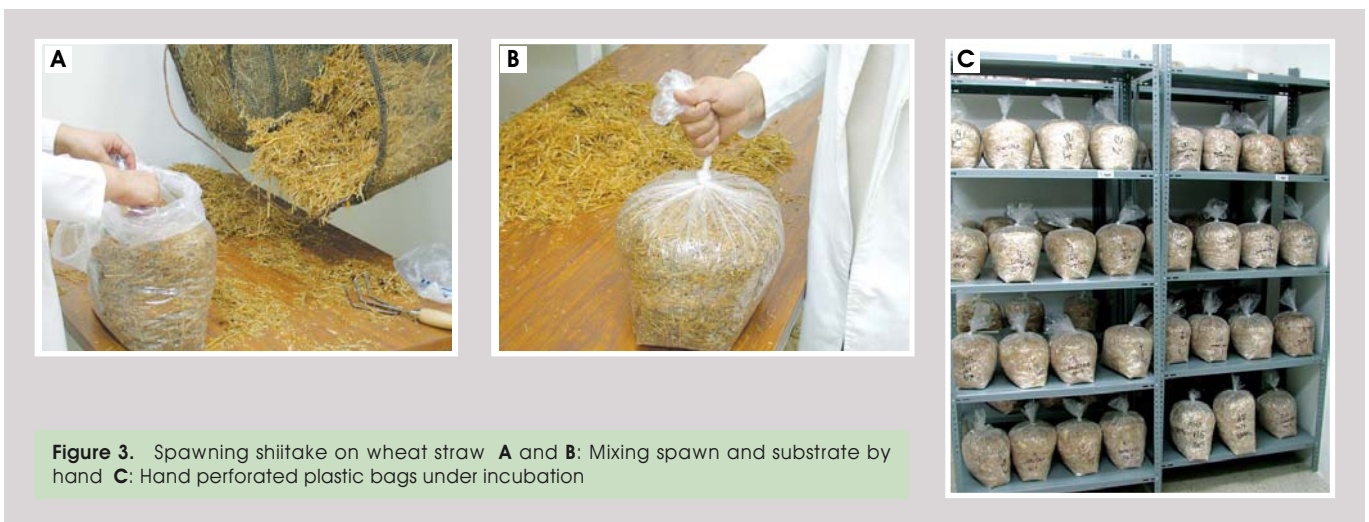 A
B
C
Figure 3. Spawning shiitake on wheat straw A and B: Mixing spawn and substrate by
hand C: Hand perforated plastic bags under incubation